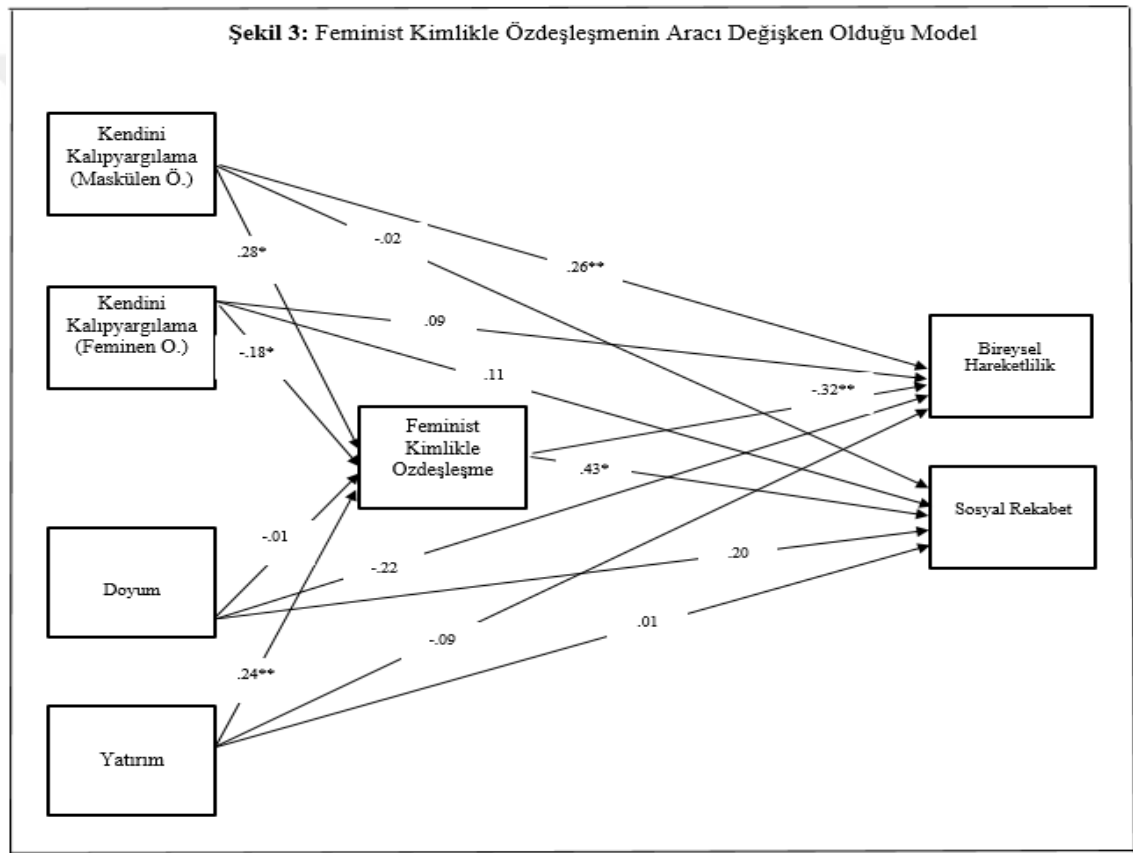 Şekil 3: Feminist Kimlikle Özdeşleşmenin Aracı Değişken Olduğu Model
Kendini
Kalıpyargılama
(Maskülen Ö.)
-.02
.28*
.26**
Kendini
Kalıpyargılama
(Feminen O.)
.09
-.18*
.11
Bireysel
Hareketlilik
-.32**
Feminist
Kimlikle
Ozdeşleşme
.43*
Sosyal Rekabet
-.01
.20
Doyum
-.22
.01
-.09
.24**
Yatırım